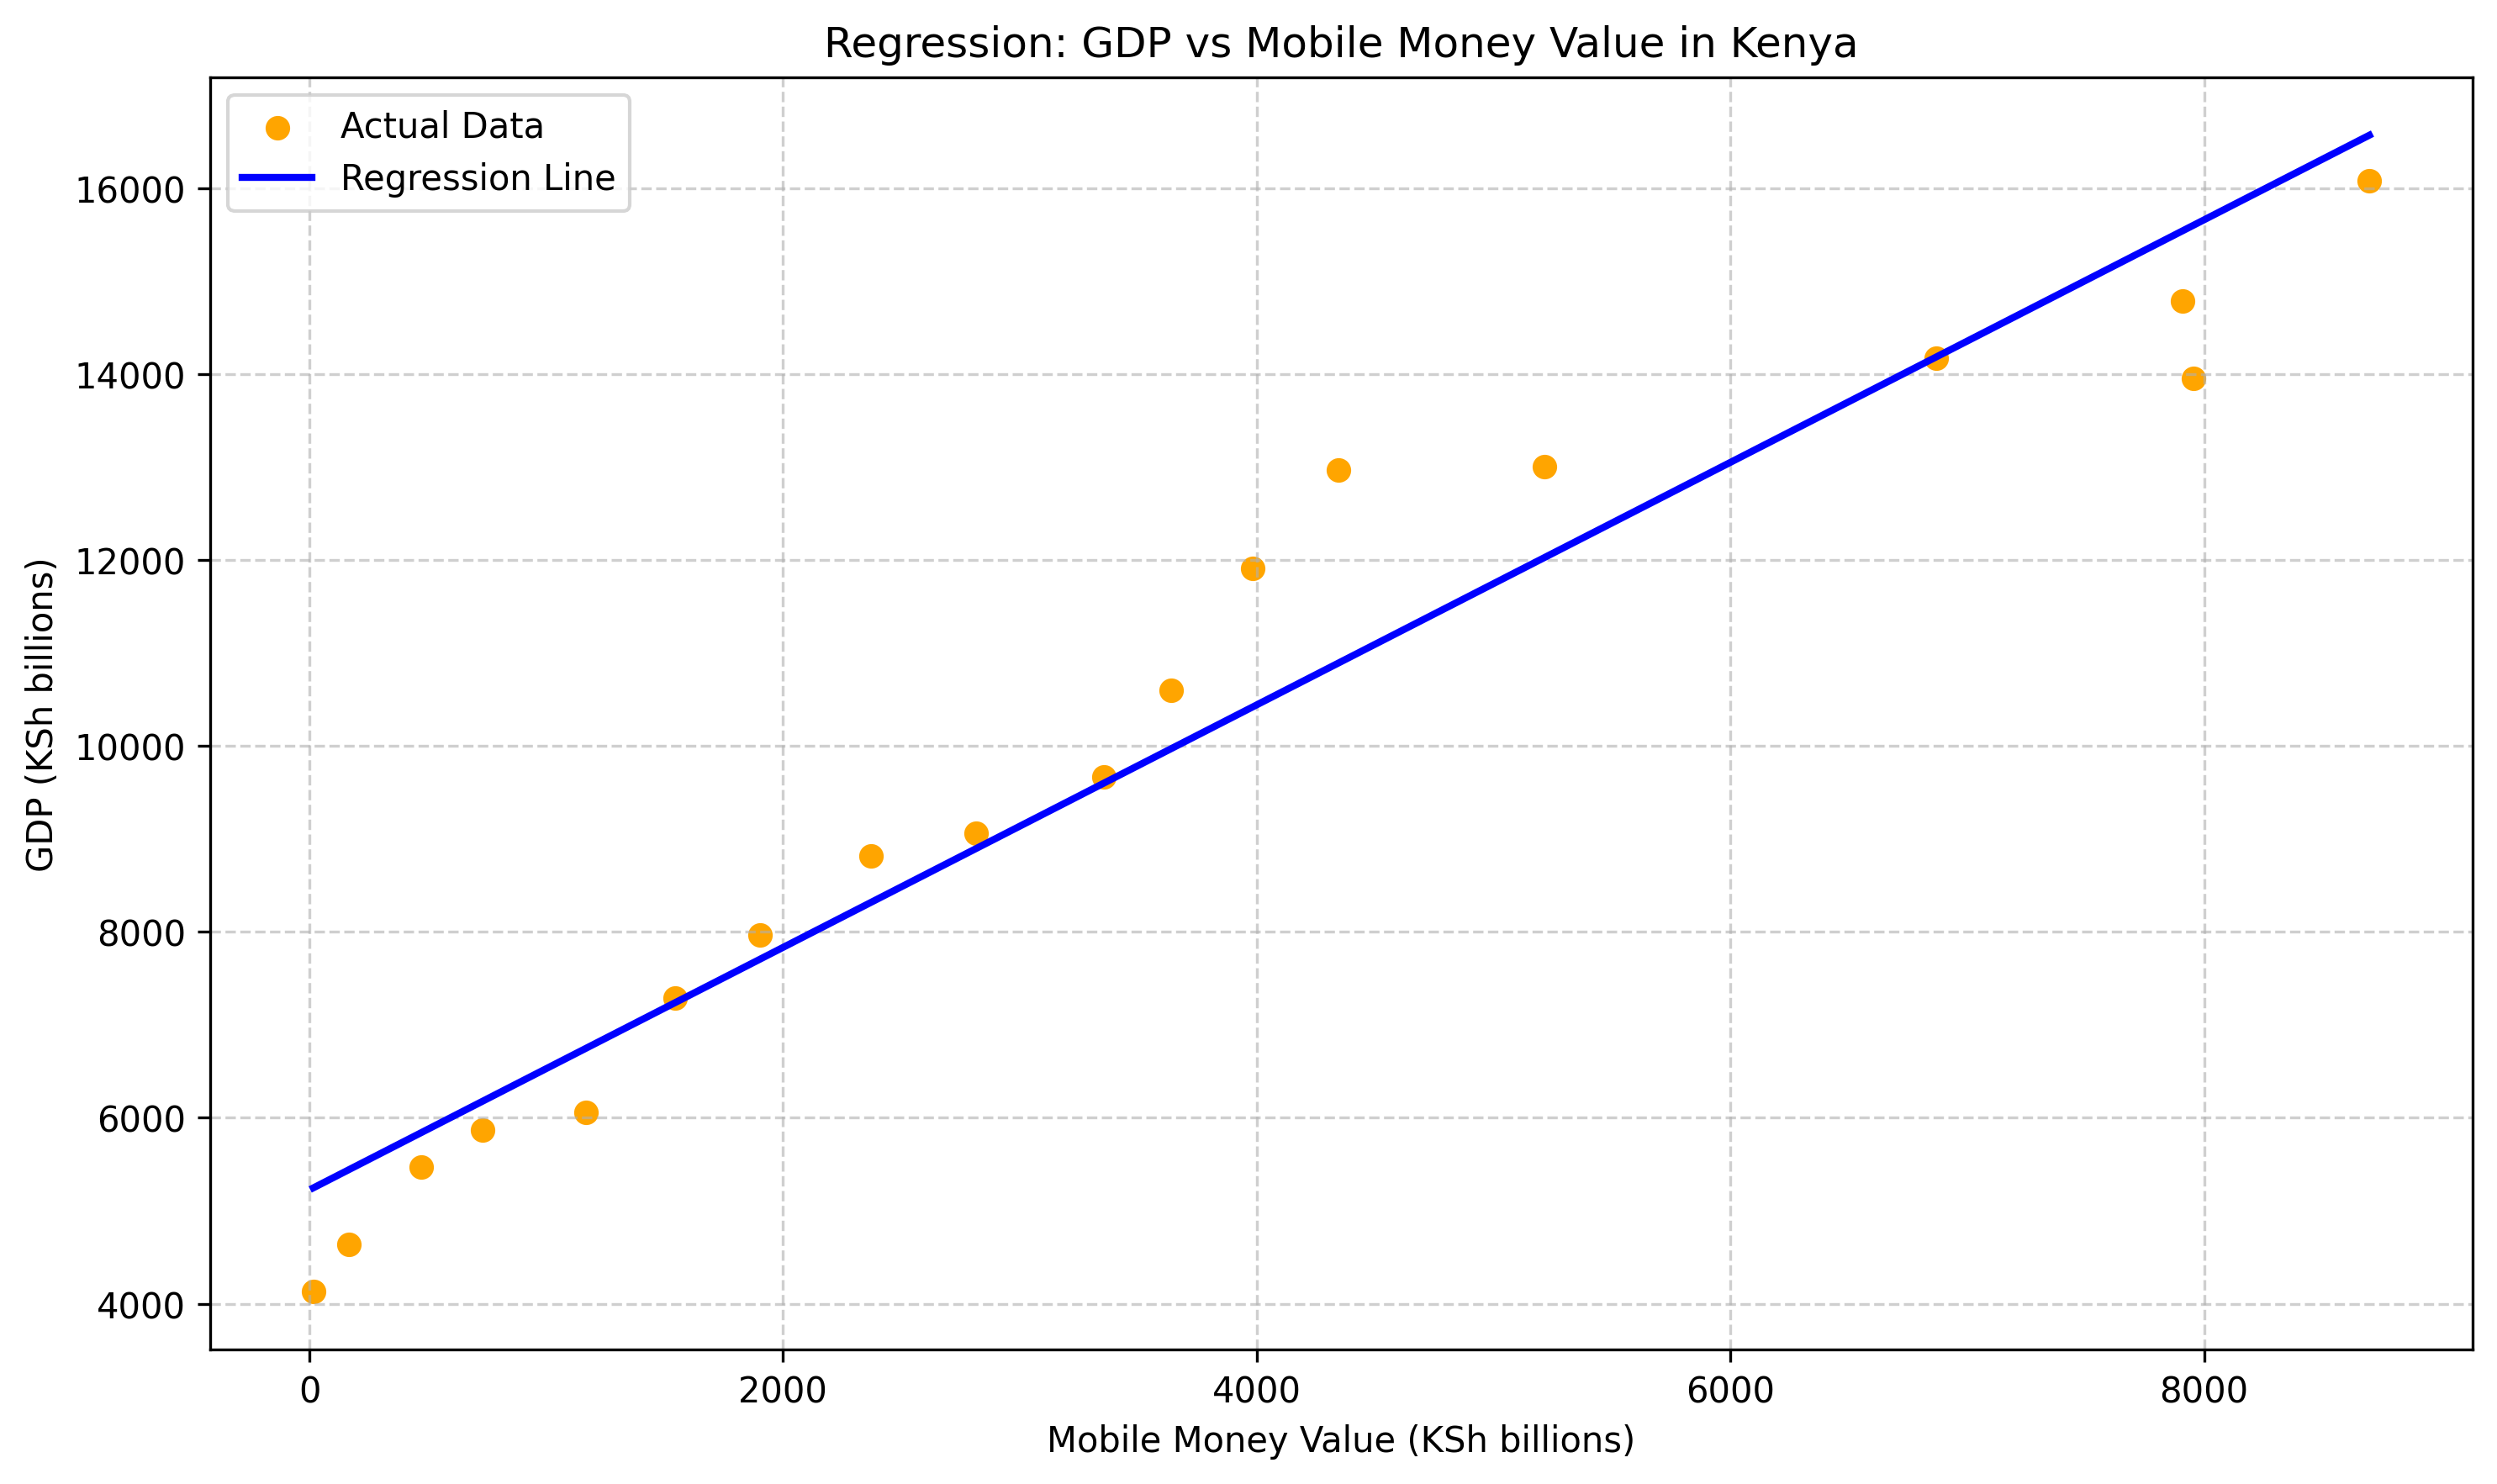 Regression: GDP vs Mobile Money Value in Kenya
Actual Data
Regression Line
16000
14000
12000
10000
8000
6000
4000
GDP (KSh billions)
0 2000 4000 6000 8000
Mobile Money Value (KSh billions)